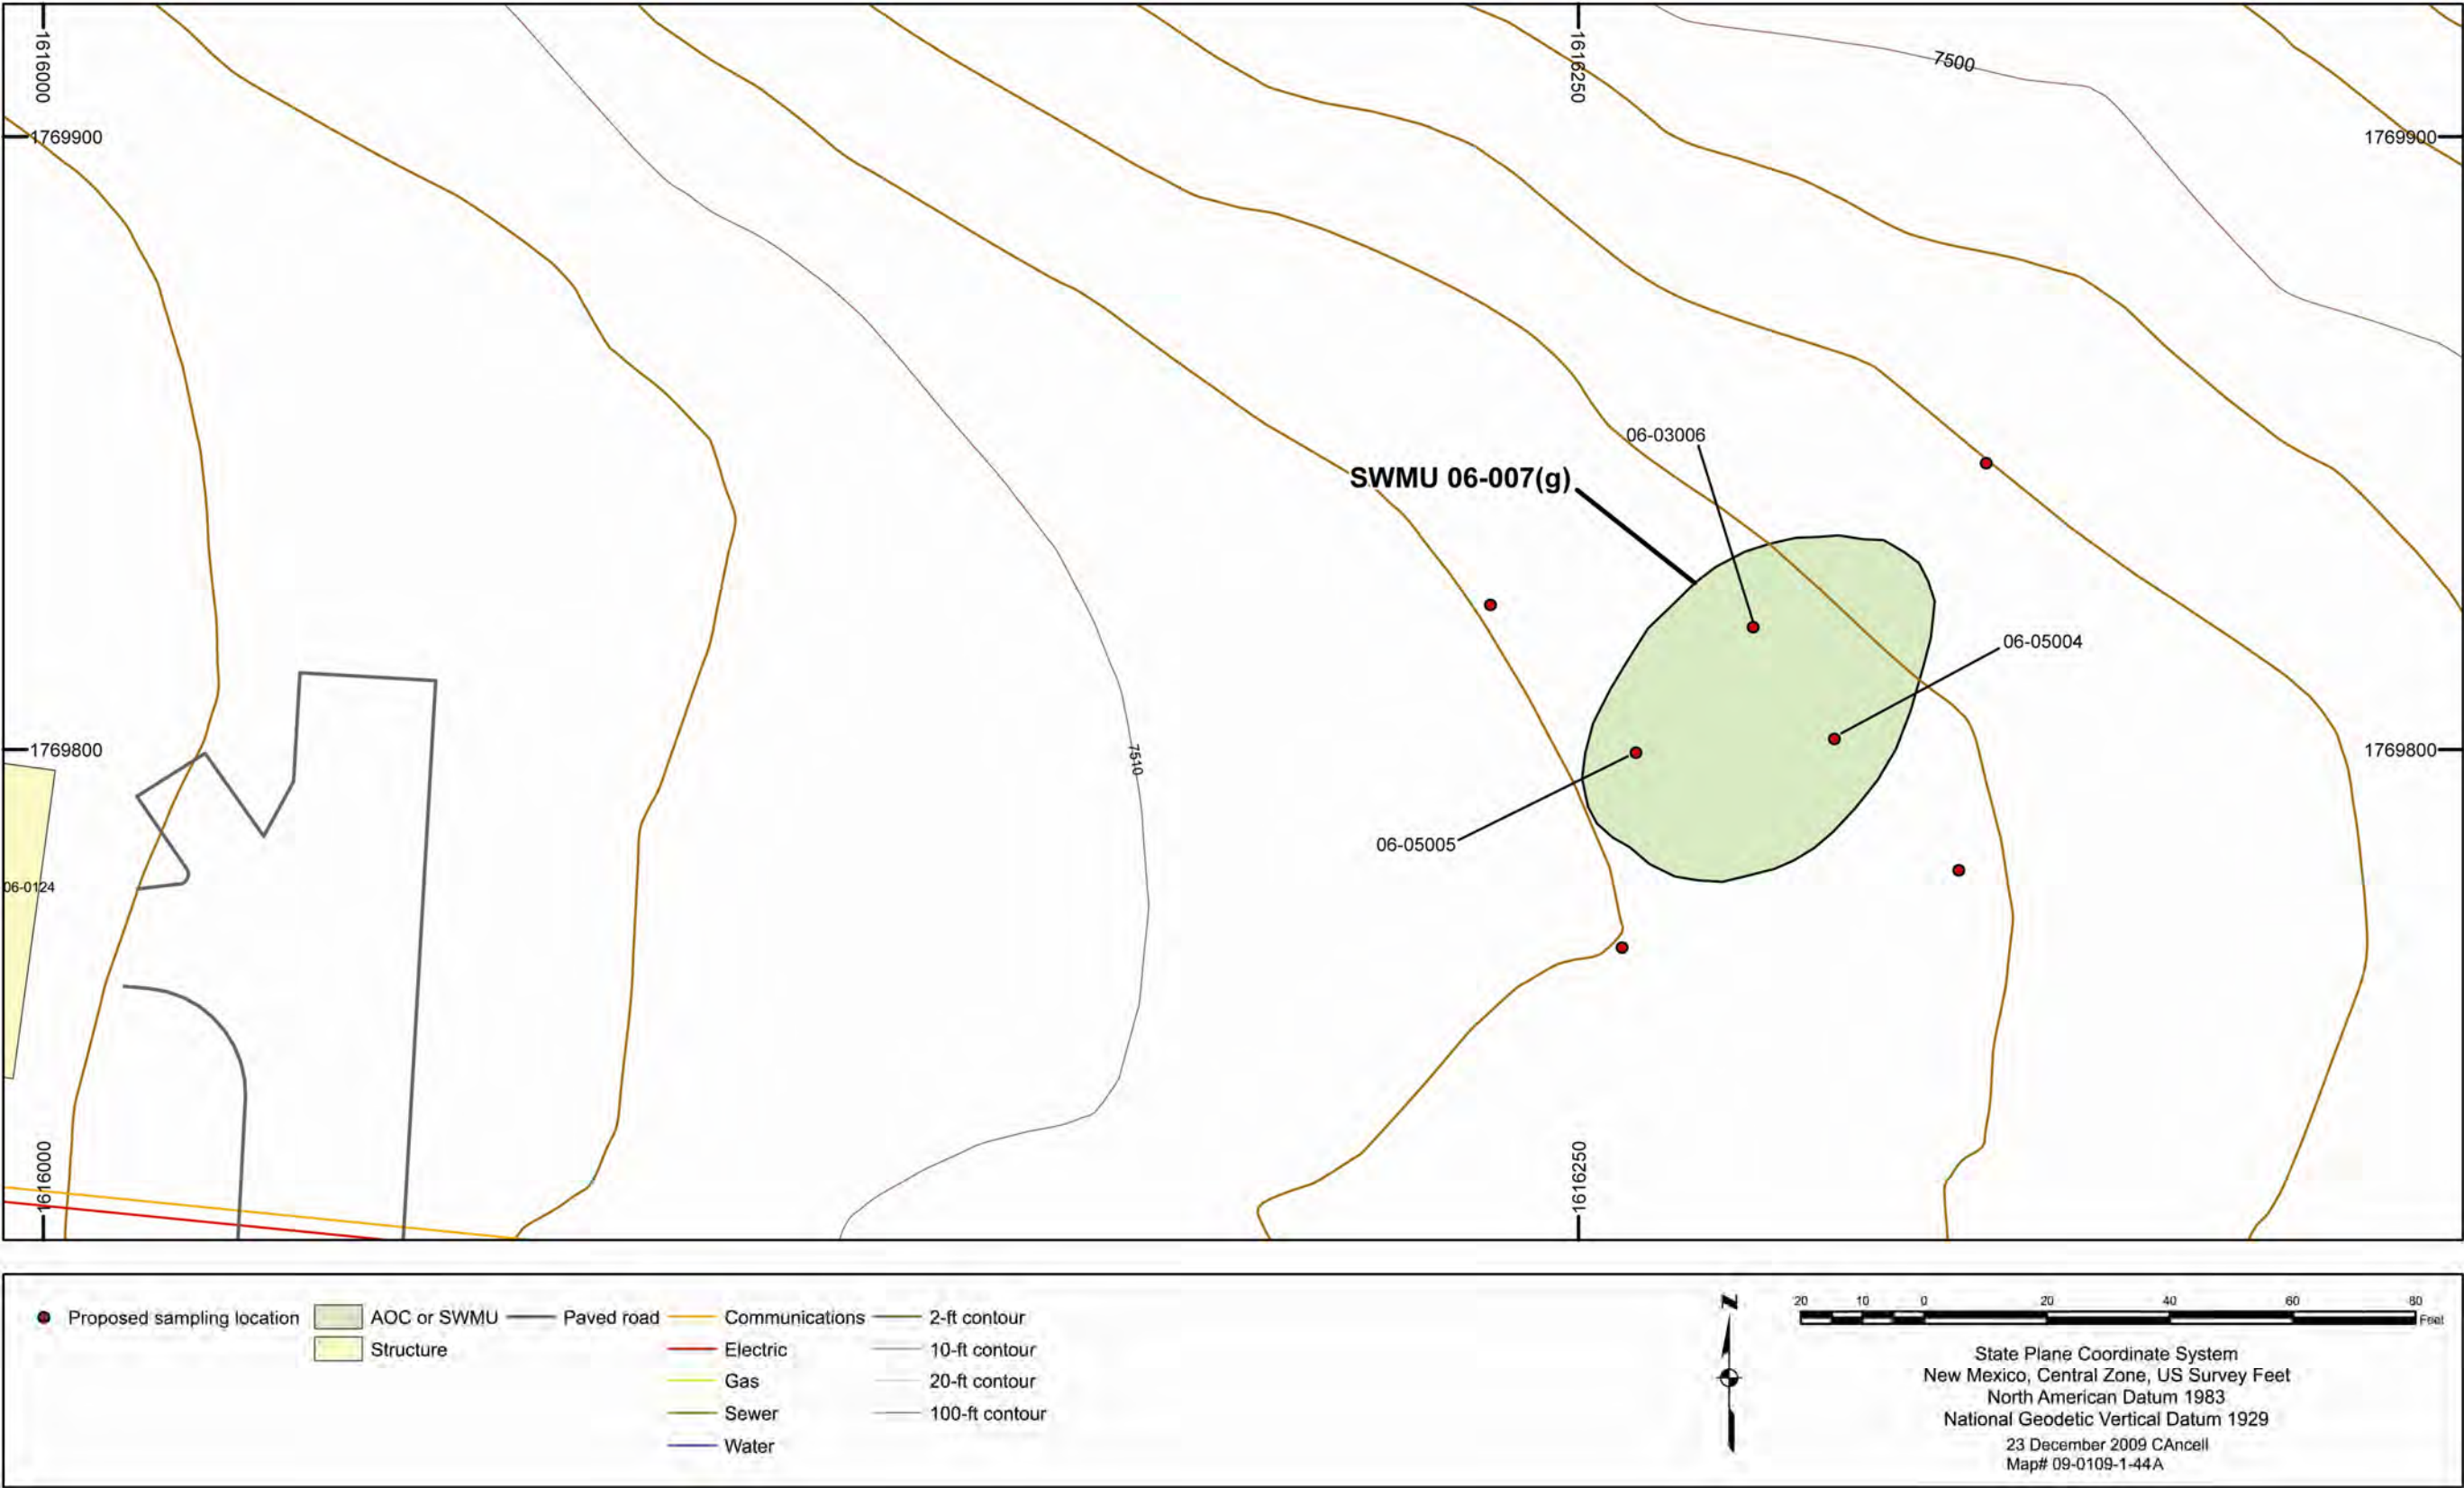 1616000
1616250
7500
1769900
1769900
06-03006
SWMU 06-007(g)
06-05004
1769800
7510
1769800
06-05005
06-0124
1616000
1616250
Proposed sampling location
AOC or SWMU
Structure
Paved road
Communications
Electric
Gas
Sewer
Water
2-ft contour
10-ft contour
20-ft contour
100-ft contour
N
20 10 0 20 40 60 80
Feet
State Plane Coordinate System
New Mexico, Central Zone, US Survey Feet
North American Datum 1983
National Geodetic Vertical Datum 1929
23 December 2009 CAncell
Map# 09-0109-1-44A